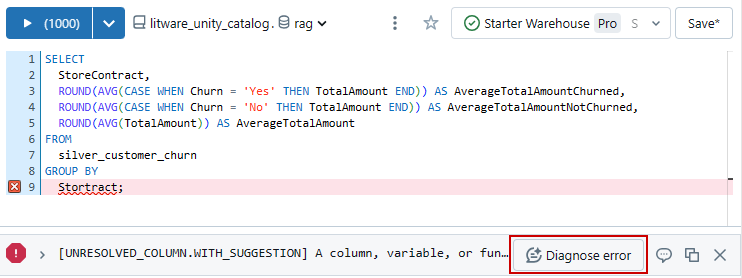 (1000) litware_unity_catalog. rag Starter Warehouse Pro S Save*
1 SELECT
2 StoreContract,
3 ROUND(AVG(CASE WHEN Churn = 'Yes' THEN TotalAmount END)) AS AverageTotalAmountChurned,
4 ROUND(AVG(CASE WHEN Churn = 'No' THEN TotalAmount END)) AS AverageTotalAmountNotChurned,
5 ROUND(AVG(TotalAmount)) AS AverageTotalAmount
6 FROM
7 silver_customer_churn
8 GROUP BY
9 Stortract;
[UNRESOLVED_COLUMN.WITH_SUGGESTION] A column, variable, or fun… Diagnose error